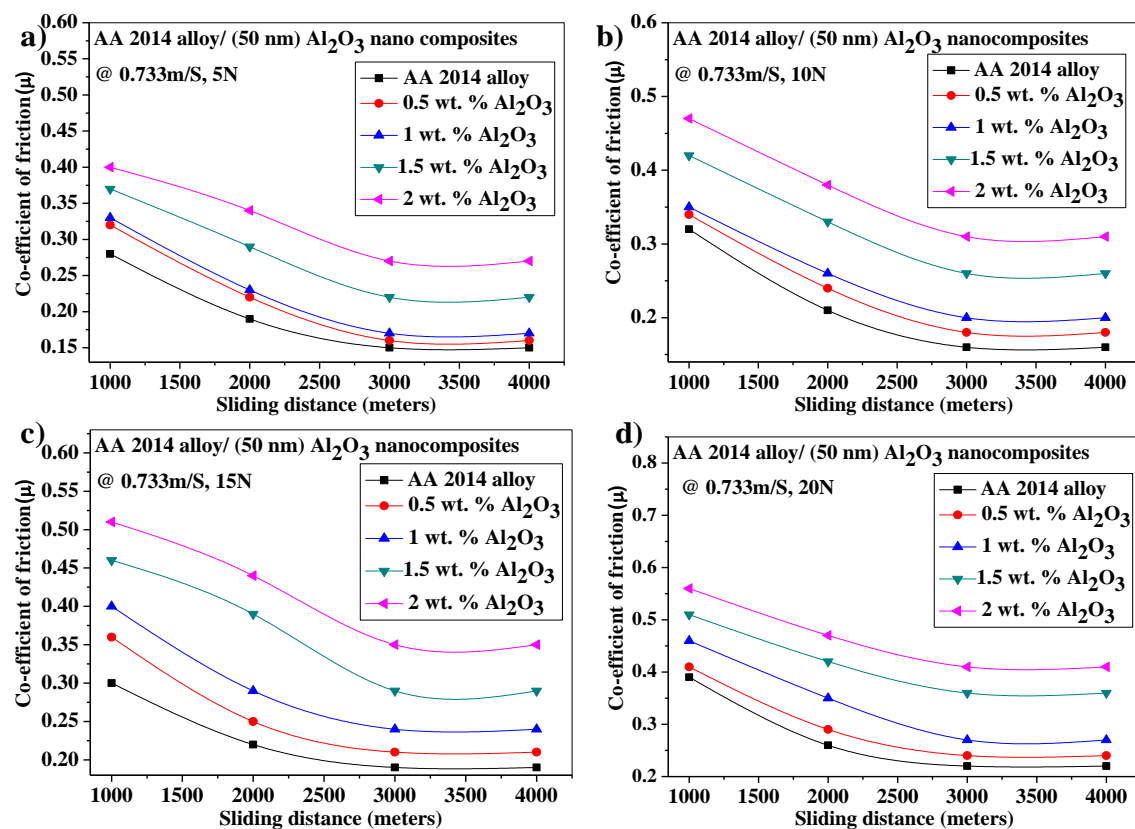 a)
AA 2014 alloy/ (50 nm) Al2O3 nano composites
@ 0.733m/S, 5N
AA 2014 alloy
0.5 wt. % Al2O3
1 wt. % Al2O3
1.5 wt. % Al2O3
2 wt. % Al2O3
Co-efficient of friction(μ)
0.60
0.55
0.50
0.45
0.40
0.35
0.30
0.25
0.20
0.15
1000 1500 2000 2500 3000 3500 4000
Sliding distance (meters)
b)
AA 2014 alloy/ (50 nm) Al2O3 nanocomposites
@ 0.733m/S, 10N
AA 2014 alloy
0.5 wt. % Al2O3
1 wt. % Al2O3
1.5 wt. % Al2O3
2 wt. % Al2O3
Co-efficient of friction(μ)
0.6
0.5
0.4
0.3
0.2
1000 1500 2000 2500 3000 3500 4000
Sliding distance (meters)
c)
AA 2014 alloy/ (50 nm) Al2O3 nanocomposites
@ 0.733m/S, 15N
AA 2014 alloy
0.5 wt. % Al2O3
1 wt. % Al2O3
1.5 wt. % Al2O3
2 wt. % Al2O3
Co-efficient of friction(μ)
0.60
0.55
0.50
0.45
0.40
0.35
0.30
0.25
0.20
1000 1500 2000 2500 3000 3500 4000
Sliding distance (meters)
d)
AA 2014 alloy/ (50 nm) Al2O3 nanocomposites
@ 0.733m/S, 20N
AA 2014 alloy
0.5 wt. % Al2O3
1 wt. % Al2O3
1.5 wt. % Al2O3
2 wt. % Al2O3
Co-efficient of friction(μ)
0.8
0.7
0.6
0.5
0.4
0.3
0.2
1000 1500 2000 2500 3000 3500 4000
Sliding distance (meters)